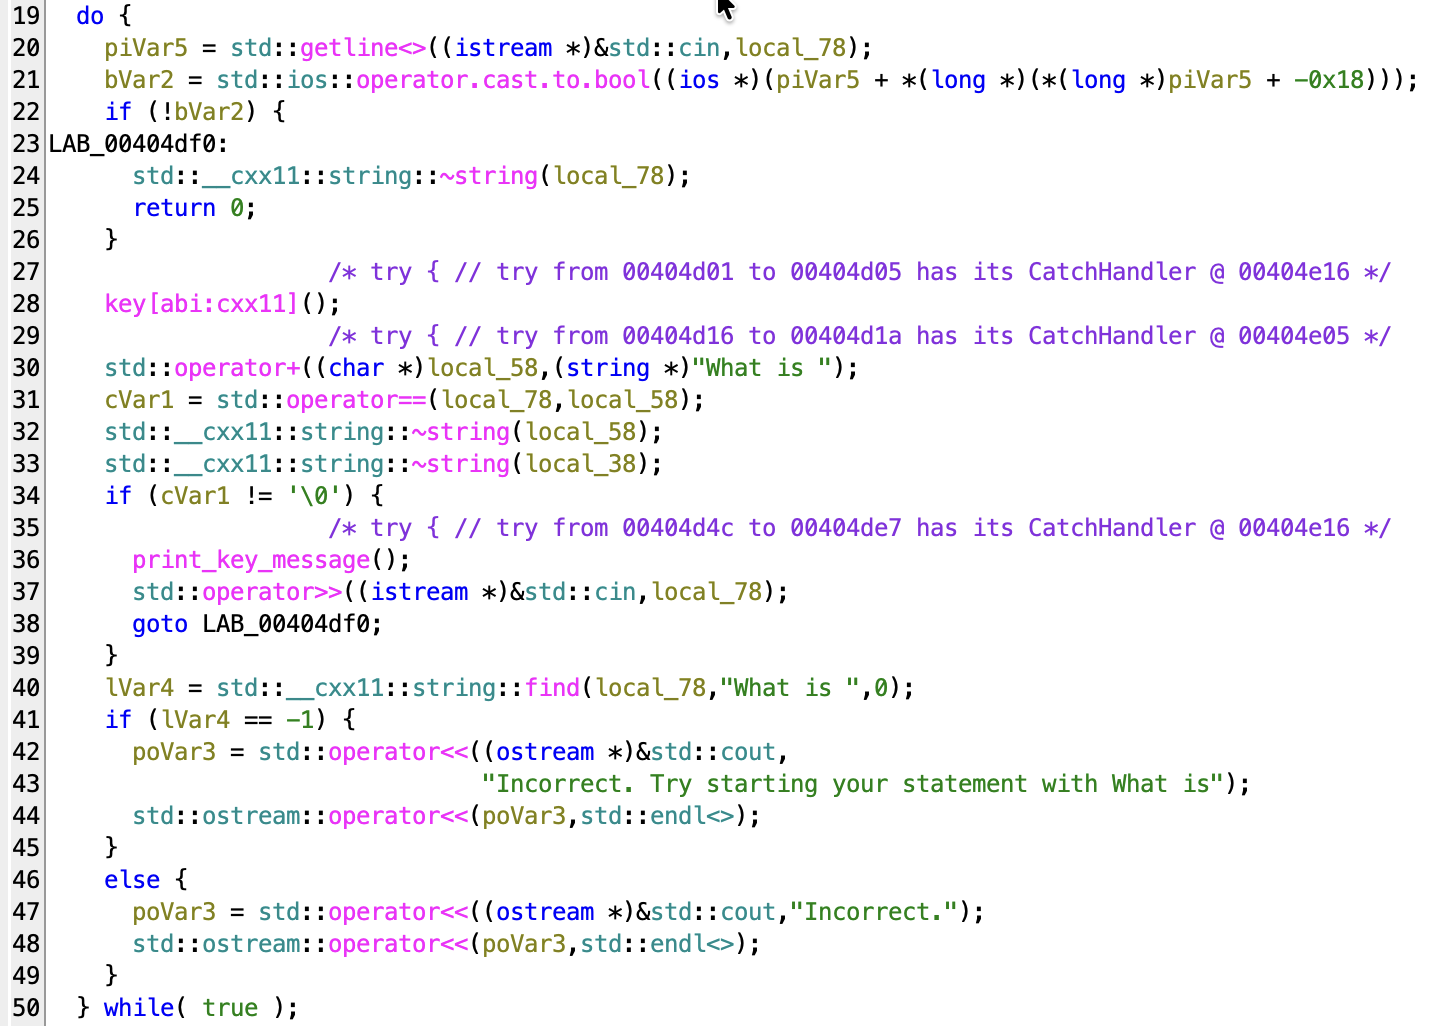 19 do {
20 piVar5 = std::getline<>((istream *)&std::cin,local_78);
21 bVar2 = std::ios::operator.cast.to.bool((ios *)(piVar5 + *(long *)(*(long *)piVar5 + -0x18)));
22 if (!bVar2) {
23 LAB_00404df0:
24 std::__cxx11::string::~string(local_78);
25 return 0;
26 }
27 /* try { // try from 00404d01 to 00404d05 has its CatchHandler @ 00404e16 */
28 key[abi:cxx11]();
29 /* try { // try from 00404d16 to 00404d1a has its CatchHandler @ 00404e05 */
30 std::operator+((char *)local_58,(string *)"What is ");
31 cVar1 = std::operator==(local_78,local_58);
32 std::__cxx11::string::~string(local_58);
33 std::__cxx11::string::~string(local_38);
34 if (cVar1 != '\0') {
35 /* try { // try from 00404d4c to 00404de7 has its CatchHandler @ 00404e16 */
36 print_key_message();
37 std::operator>>((istream *)&std::cin,local_78);
38 goto LAB_00404df0;
39 }
40 lVar4 = std::__cxx11::string::find(local_78,"What is ",0);
41 if (lVar4 == -1) {
42 poVar3 = std::operator<<((ostream *)&std::cout,
43 "Incorrect. Try starting your statement with What is");
44 std::ostream::operator<<(poVar3,std::endl<>);
45 }
46 else {
47 poVar3 = std::operator<<((ostream *)&std::cout,"Incorrect.");
48 std::ostream::operator<<(poVar3,std::endl<>);
49 }
50 } while( true );